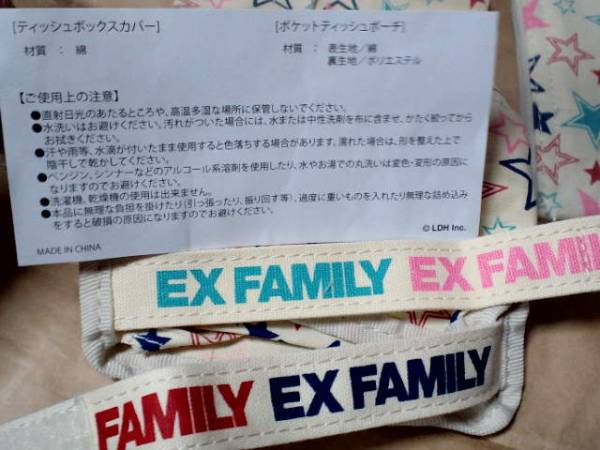 [ティッシュボックスカバー]
材質 ： 綿
[ポケットティッシュポーチ]
材質 ： 表生地／綿
裏生地／ポリエステル
【ご使用上の注意】
●直射日光のあたるところや、高温多湿な場所に保管しないでください。
●水洗いはお避けください。汚れがついた場合には、水または中性洗剤を布に含ませ、かたく絞ってから
お拭きください。
●汗や雨等、水滴が付いたまま使用すると色落ちする場合があります。濡れた場合は、形を整えた上で
陰干しで乾かしてください。
●ベンジン、シンナーなどのアルコール系溶剤を使用したり、水やお湯での丸洗いは変色・変形の原因に
なりますのでお避けください。
●洗濯機、乾燥機の使用は出来ません。
●本品に無理な負担を掛けたり(引っ張ったり、振り回す等)、過度に重いものを入れたり無理な詰め込み
をすると破損の原因になりますのでお避けください。
© LDH Inc.
MADE IN CHINA
EX FAMILY EX FAMIL
FAMILY EX FAMILY